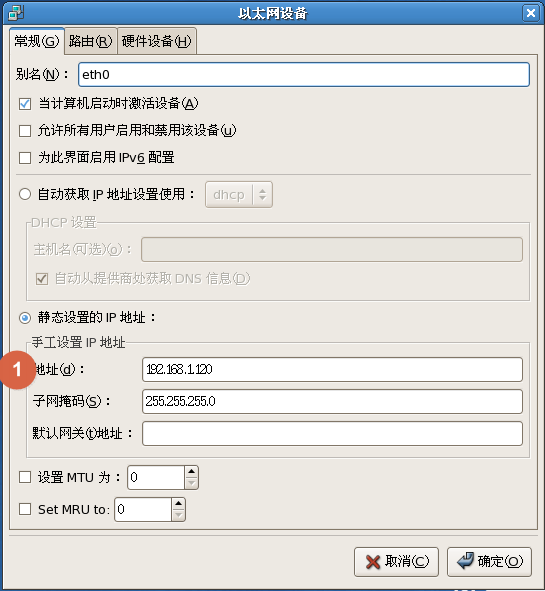 以太网设备
常规(G) 路由(R) 硬件设备(H)
别名(N)： eth0
当计算机启动时激活设备(A)
允许所有用户启用和禁用该设备(u)
为此界面启用 IPv6 配置
自动获取 IP 地址设置使用： dhcp
DHCP 设置
主机名(可选)(o)：
自动从提供商处获取 DNS 信息(D)
静态设置的 IP 地址：
手工设置 IP 地址
1 地址(d)： 192.168.1.120
子网掩码(S)： 255.255.255.0
默认网关(t)地址：
设置 MTU 为： 0
Set MRU to: 0
取消(C) 确定(O)